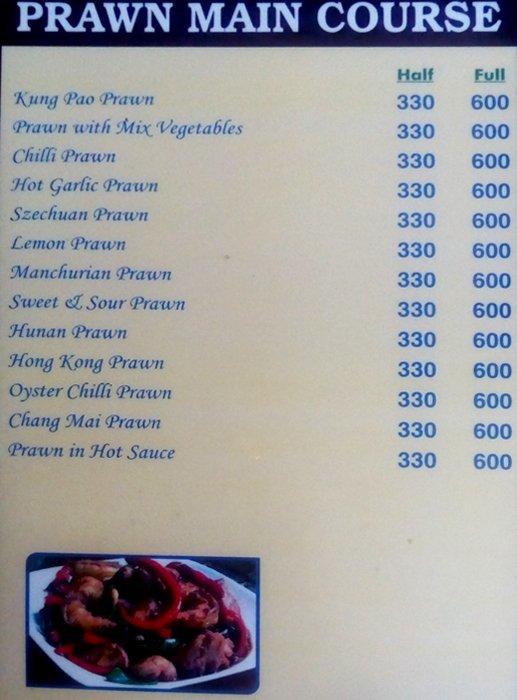 PRAWN MAIN COURSE
Half Full
Kung Pao Prawn 330 600
Prawn with Mix Vegetables 330 600
Chilli Prawn 330 600
Hot Garlic Prawn 330 600
Szechuan Prawn 330 600
Lemon Prawn 330 600
Manchurian Prawn 330 600
Sweet & Sour Prawn 330 600
Hunan Prawn 330 600
Hong Kong Prawn 330 600
Oyster Chilli Prawn 330 600
Chang Mai Prawn 330 600
Prawn in Hot Sauce 330 600